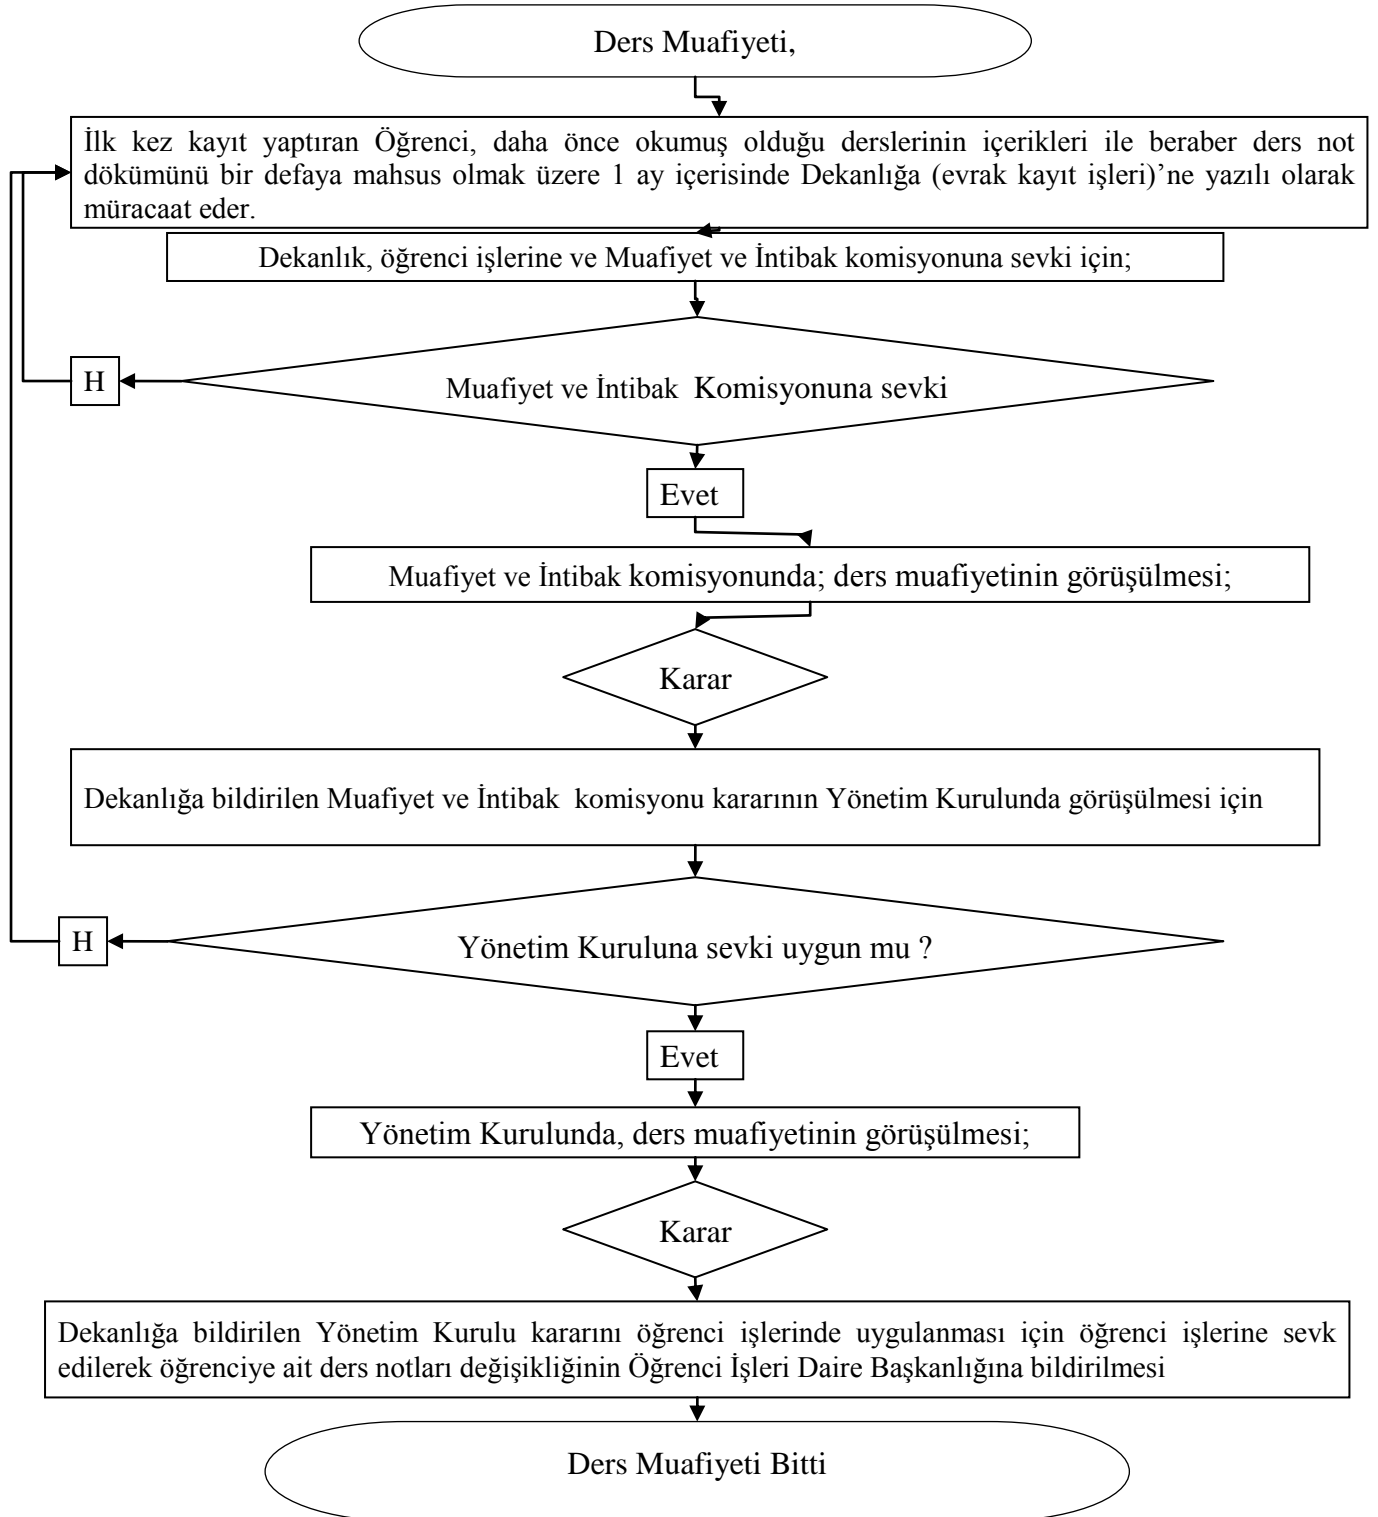 Ders Muafiyeti,
İlk kez kayıt yaptıran Öğrenci, daha önce okumuş olduğu derslerinin içerikleri ile beraber ders not
dökümünü bir defaya mahsus olmak üzere 1 ay içerisinde Dekanlığa (evrak kayıt işleri)’ne yazılı olarak
müracaat eder.
Dekanlık, öğrenci işlerine ve Muafiyet ve İntibak komisyonuna sevki için;
H
Muafiyet ve İntibak Komisyonuna sevki
Evet
Muafiyet ve İntibak komisyonunda; ders muafiyetinin görüşülmesi;
Karar
Dekanlığa bildirilen Muafiyet ve İntibak komisyonu kararının Yönetim Kurulunda görüşülmesi için
H
Yönetim Kuruluna sevki uygun mu ?
Evet
Yönetim Kurulunda, ders muafiyetinin görüşülmesi;
Karar
Dekanlığa bildirilen Yönetim Kurulu kararını öğrenci işlerinde uygulanması için öğrenci işlerine sevk
edilerek öğrenciye ait ders notları değişikliğinin Öğrenci İşleri Daire Başkanlığına bildirilmesi
Ders Muafiyeti Bitti